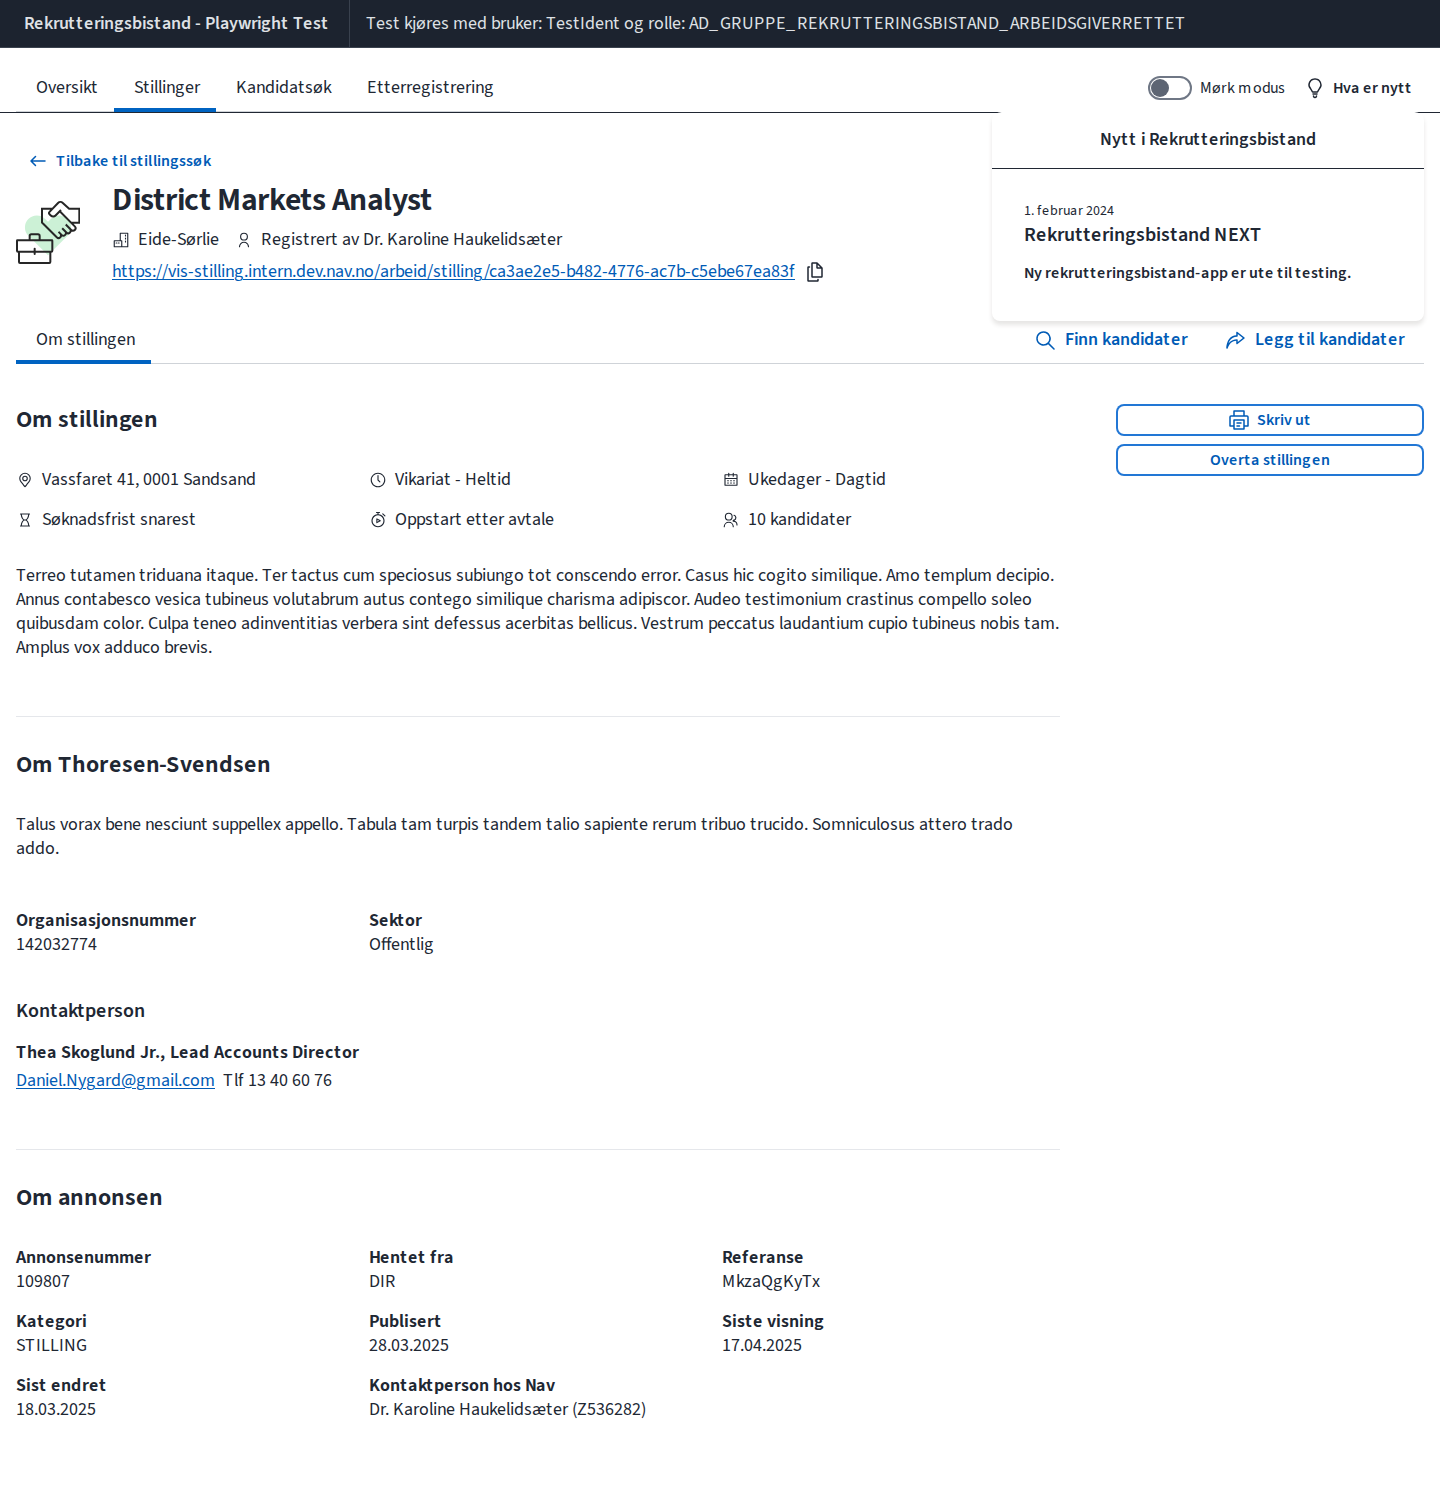 Rekrutteringsbistand - Playwright Test
Test kjøres med bruker: TestIdent og rolle: AD_GRUPPE_REKRUTTERINGSBISTAND_ARBEIDSGIVERRETTET
Oversikt
Stillinger
Kandidatsøk
Etterregistrering
Mørk modus
Hva er nytt
Nytt i Rekrutteringsbistand
1. februar 2024
Rekrutteringsbistand NEXT
Ny rekrutteringsbistand-app er ute til testing.
Tilbake til stillingssøk
District Markets Analyst
Eide-Sørlie
Registrert av Dr. Karoline Haukelidsæter
https://vis-stilling.intern.dev.nav.no/arbeid/stilling/ca3ae2e5-b482-4776-ac7b-c5ebe67ea83f
Om stillingen
Finn kandidater
Legg til kandidater
Om stillingen
Skriv ut
Overta stillingen
Vassfaret 41, 0001 Sandsand
Vikariat - Heltid
Ukedager - Dagtid
Søknadsfrist snarest
Oppstart etter avtale
10 kandidater
Terreo tutamen triduana itaque. Ter tactus cum speciosus subiungo tot conscendo error. Casus hic cogito similique. Amo templum decipio.
Annus contabesco vesica tubineus volutabrum autus contego similique charisma adipiscor. Audeo testimonium crastinus compello soleo
quibusdam color. Culpa teneo adinventitias verbera sint defessus acerbitas bellicus. Vestrum peccatus laudantium cupio tubineus nobis tam.
Amplus vox adduco brevis.
Om Thoresen-Svendsen
Talus vorax bene nesciunt suppellex appello. Tabula tam turpis tandem talio sapiente rerum tribuo trucido. Somniculosus attero trado
addo.
Organisasjonsnummer
142032774
Sektor
Offentlig
Kontaktperson
Thea Skoglund Jr., Lead Accounts Director
Daniel.Nygard@gmail.com Tlf 13 40 60 76
Om annonsen
Annonsenummer
109807
Hentet fra
DIR
Referanse
MkzaQgKyTx
Kategori
STILLING
Publisert
28.03.2025
Siste visning
17.04.2025
Sist endret
18.03.2025
Kontaktperson hos Nav
Dr. Karoline Haukelidsæter (Z536282)